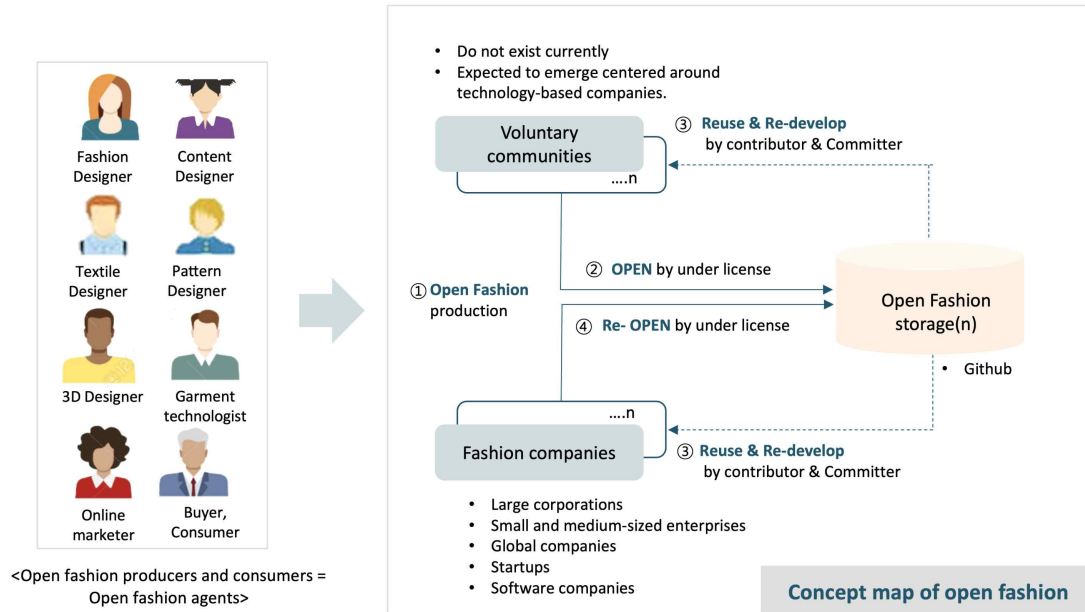 Fashion
Designer
Content
Designer
Textile
Designer
Pattern
Designer
3D Designer
Garment
technologist
Online
marketer
Buyer,
Consumer
<Open fashion producers and consumers =
Open fashion agents>
• Do not exist currently
• Expected to emerge centered around
technology-based companies.
Voluntary
communities
....n
③ Reuse & Re-develop
by contributor & Committer
① Open Fashion
production
② OPEN by under license
④ Re- OPEN by under license
Open Fashion
storage(n)
• Github
....n
Fashion companies
③ Reuse & Re-develop
by contributor & Committer
• Large corporations
• Small and medium-sized enterprises
• Global companies
• Startups
• Software companies
Concept map of open fashion